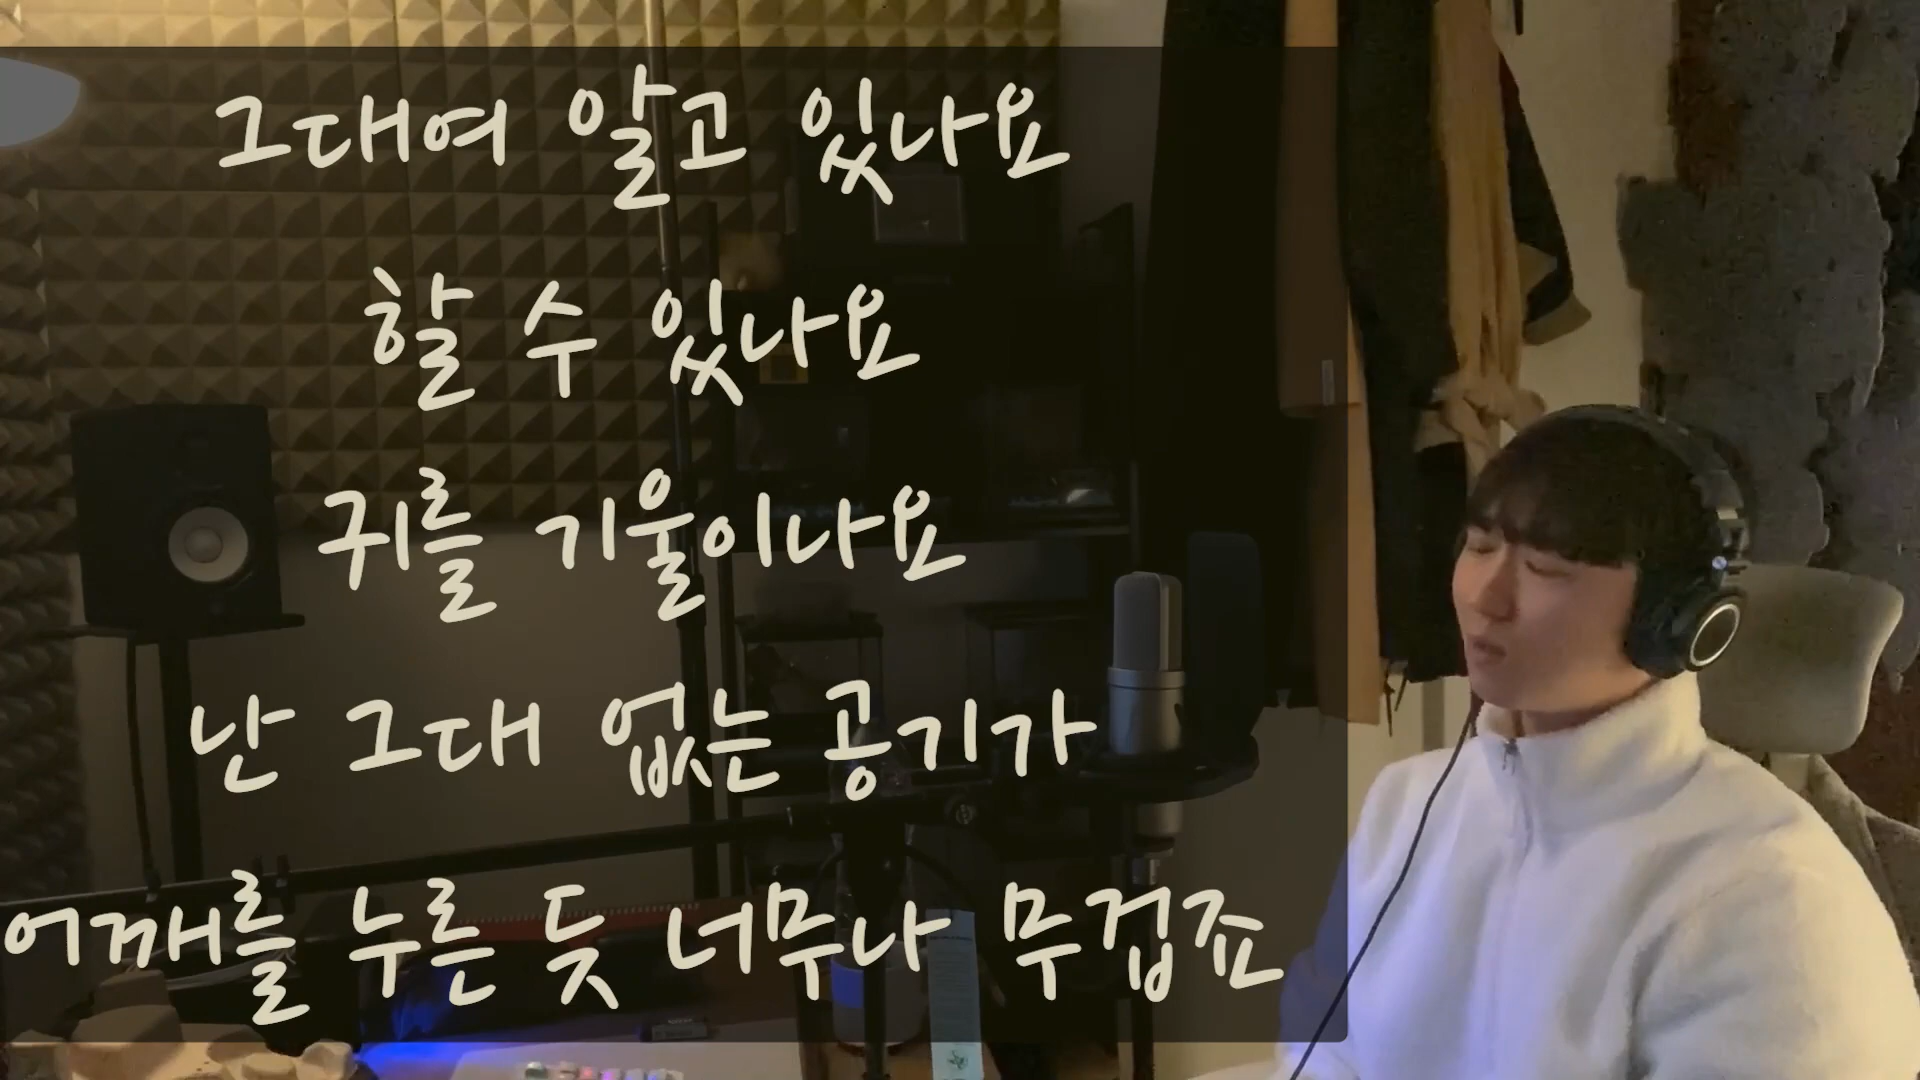 그대여 알고 있나요
할 수 있나요
귀를 기울이나요
난 그대 없는 공기가
어깨를 누른 듯 너무나 무겁죠